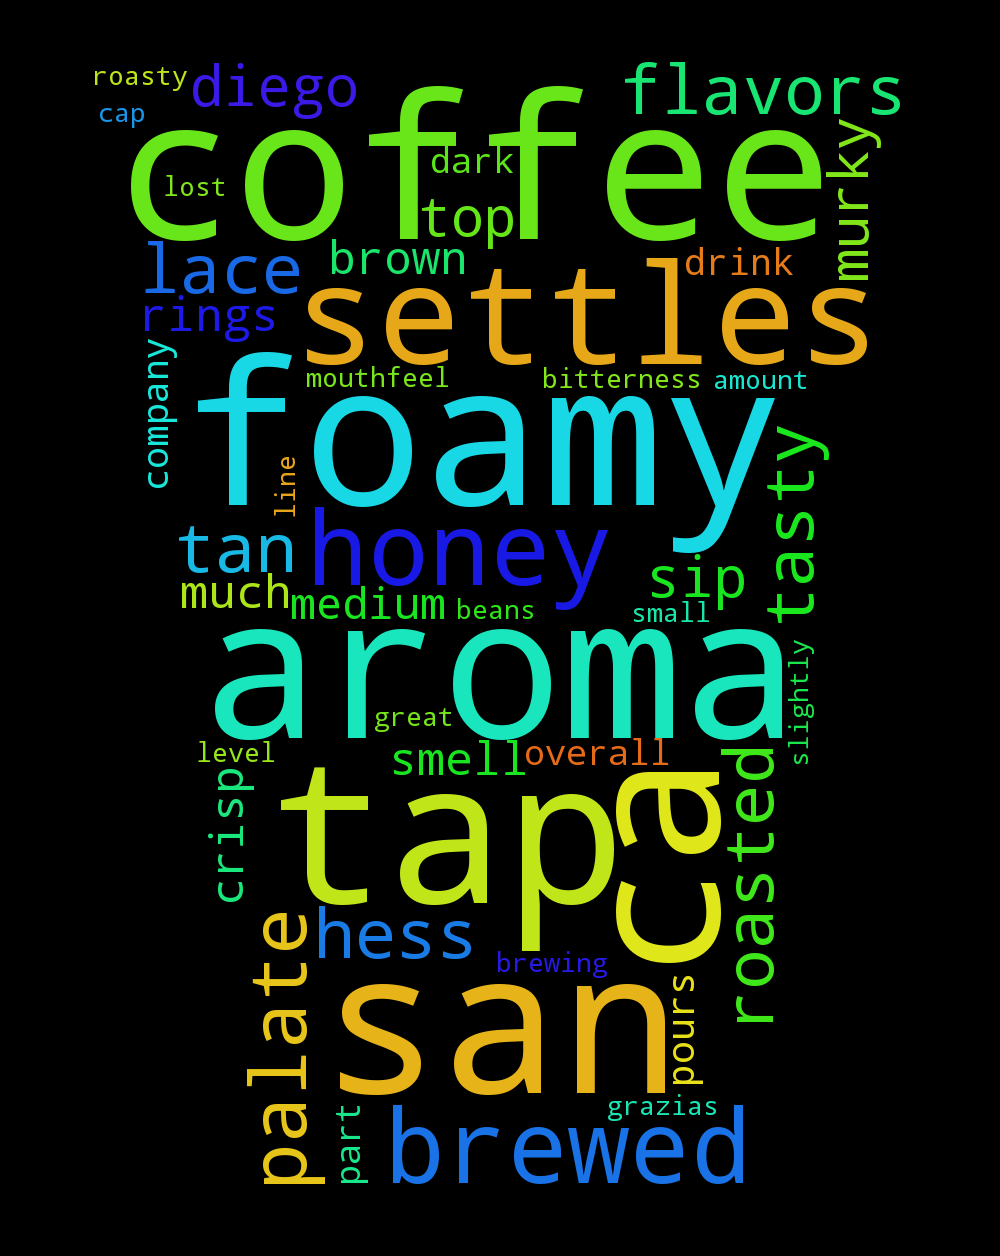 roasty
diego
flavors
cap
coffee
dark
lost
top
murky
lace
brown
drink
settles
rings
company
mouthfeel
bitterness
amount
foamy
line
tasty
honey
tan
sip
much
medium
beans
small
aroma
slightly
great
level
smell
overall
crisp
tap
ca
roasted
hess
palate
brewing
san
pours
grazias
part
brewed